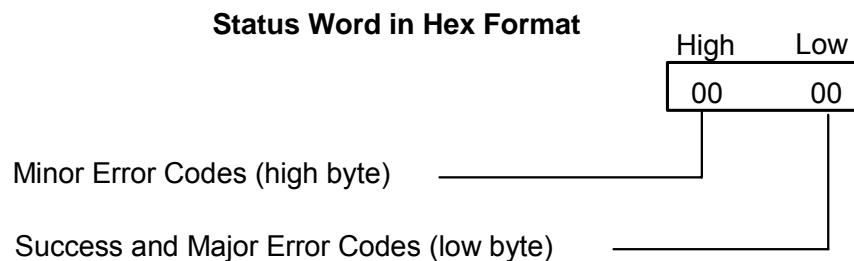 Status Word in Hex Format
High Low
00 00
Minor Error Codes (high byte)
Success and Major Error Codes (low byte)